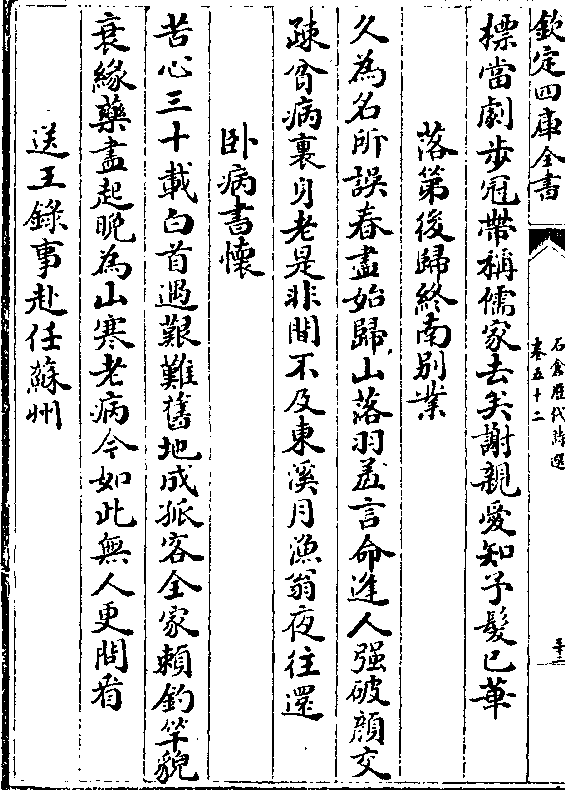 欽定四庫全書
石倉歴代詩選
卷五十二
標當劇步冠帶稱儒家去矣謝親愛知予髮已華
落第後歸終南别業
久為名所誤春盡始歸山落羽羞言命逢人强破顔交
疎貧病裏身老是非間不及東溪月漁翁夜往還
卧病書懷
苦心三十載白首遇艱難舊地成孤客全家賴釣竿貌
衰緣藥盡起晚為山寒老病今如此無人更問看
送王錄事赴任蘇州